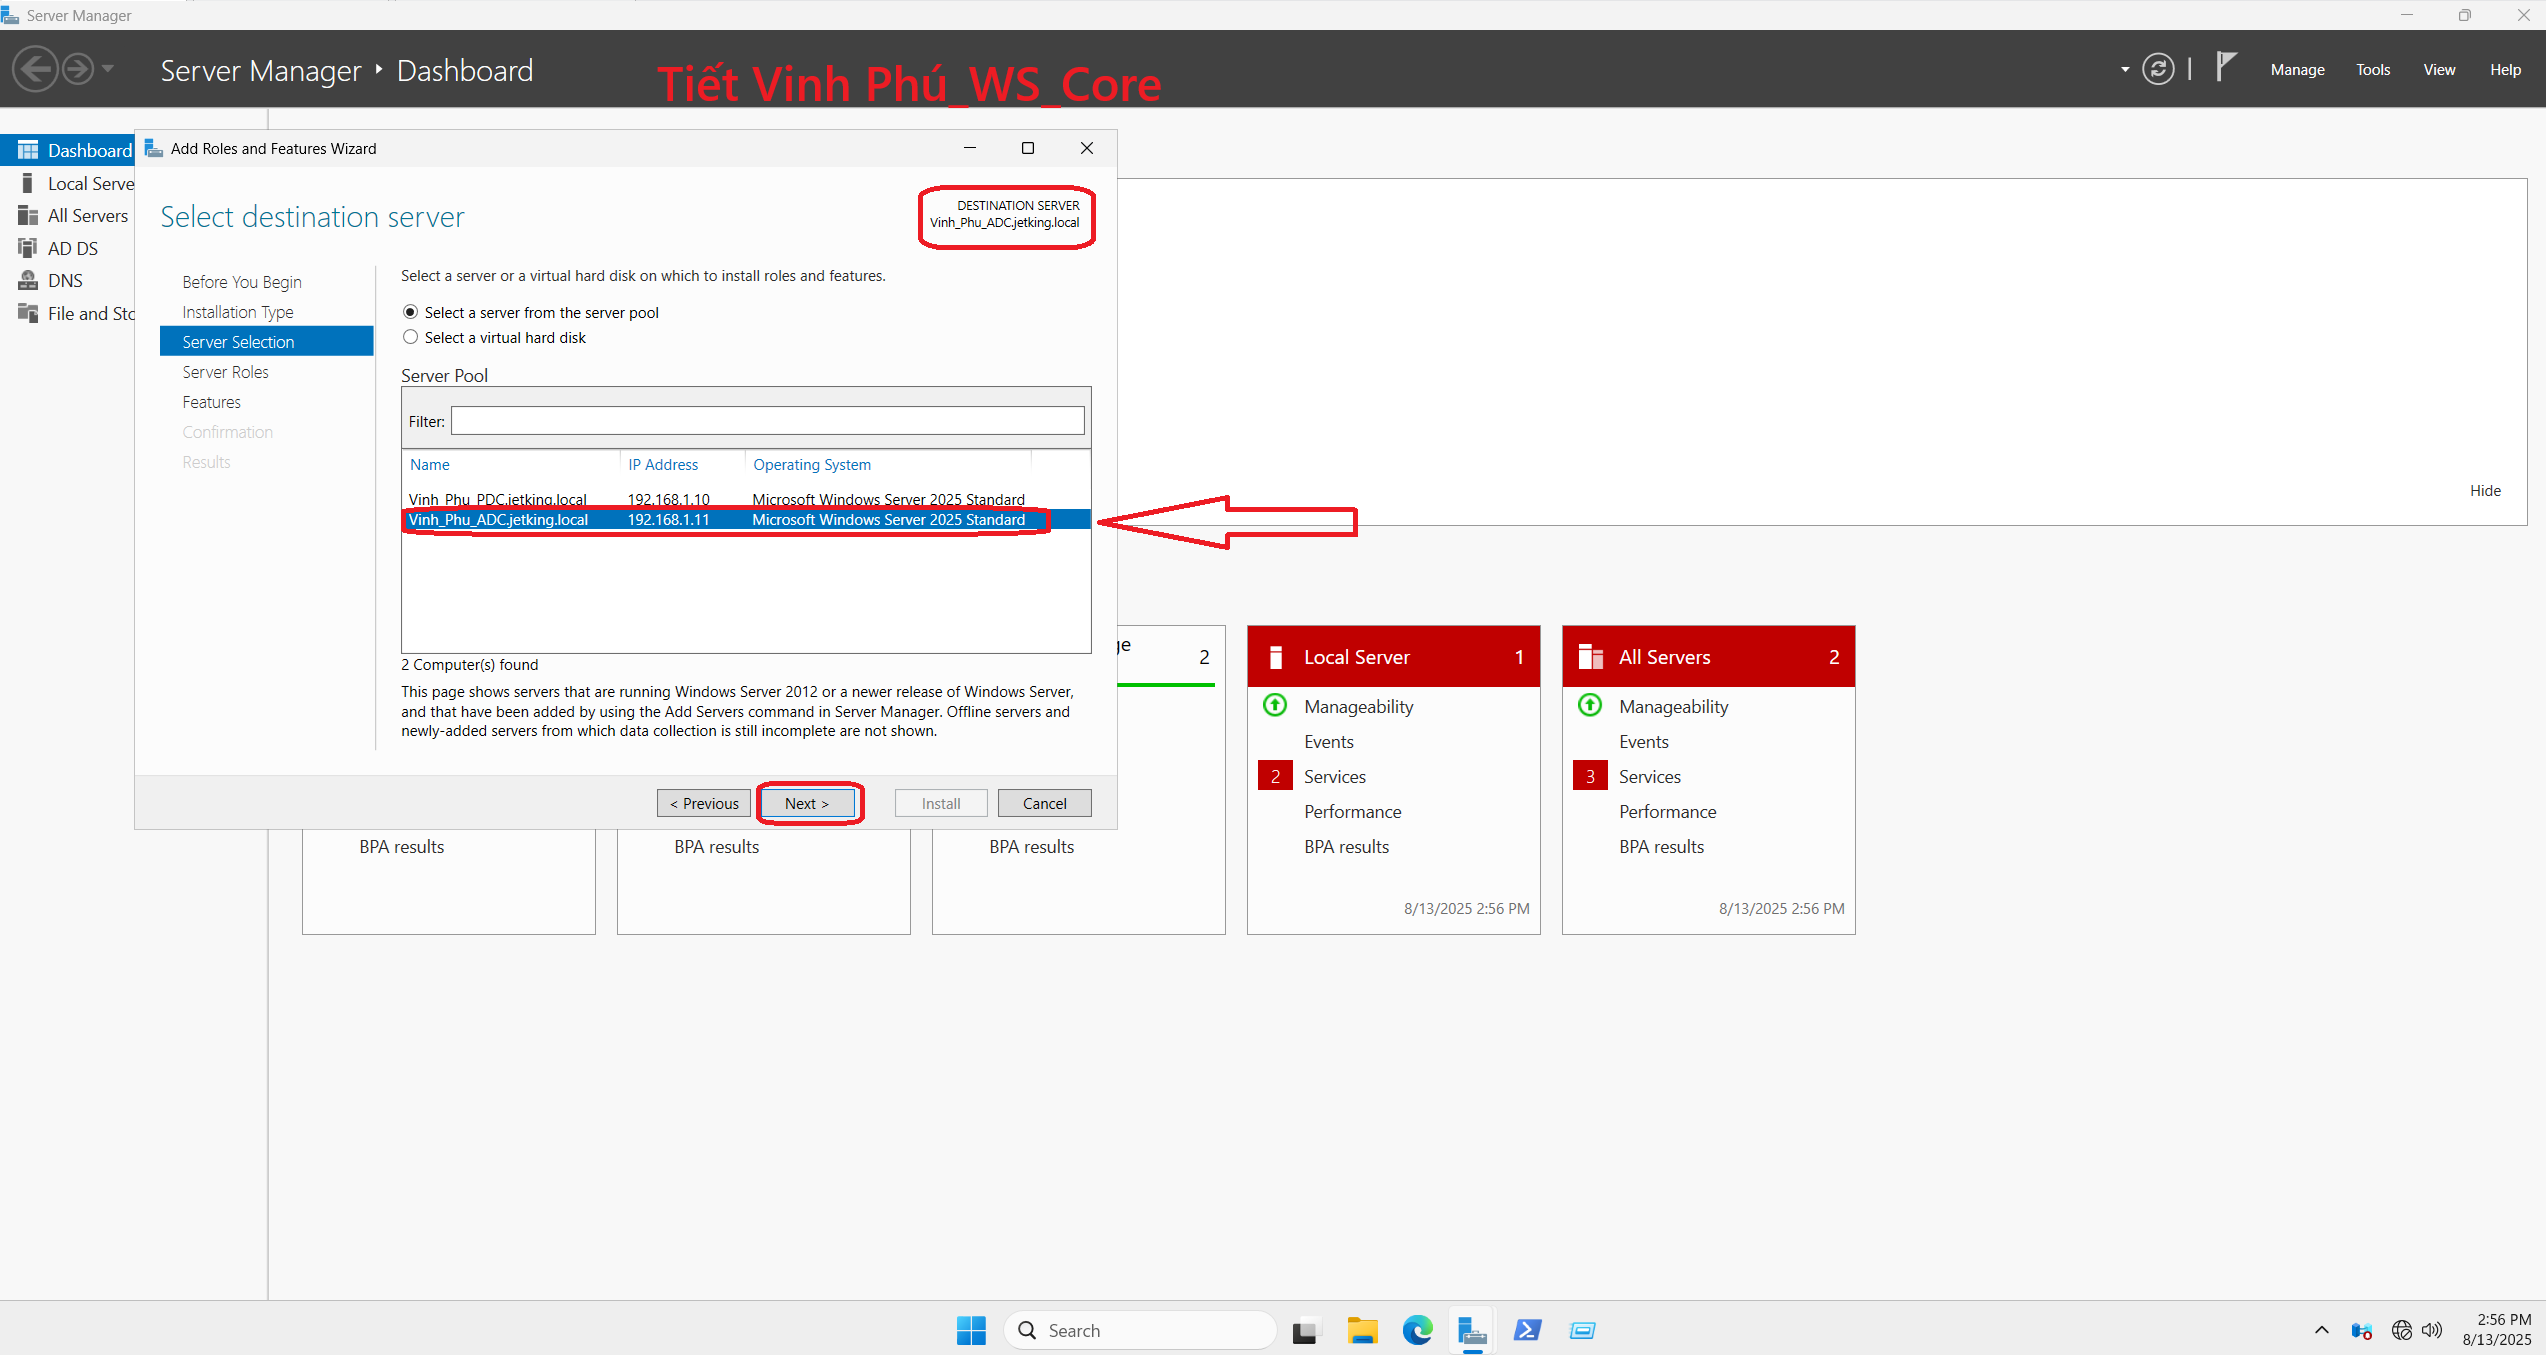 Server Manager
Server Manager
Dashboard
Tiết Vinh Phú_WS_Core
Manage
Tools
View
Help
Dashboard
Local Serve
All Servers
AD DS
DNS
File and Sto
Add Roles and Features Wizard
Select destination server
DESTINATION SERVER
Vinh_Phu_ADC.jetking.local
Before You Begin
Installation Type
Server Selection
Server Roles
Features
Confirmation
Results
Select a server or a virtual hard disk on which to install roles and features.
Select a server from the server pool
Select a virtual hard disk
Server Pool
Filter:
Name IP Address Operating System
Vinh_Phu_PDC.jetking.local 192.168.1.10 Microsoft Windows Server 2025 Standard
Vinh_Phu_ADC.jetking.local 192.168.1.11 Microsoft Windows Server 2025 Standard
2 Computer(s) found
This page shows servers that are running Windows Server 2012 or a newer release of Windows Server,
and that have been added by using the Add Servers command in Server Manager. Offline servers and
newly-added servers from which data collection is still incomplete are not shown.
< Previous
Next >
Install
Cancel
Hide
BPA results
BPA results
ge 2
BPA results
Local Server 1
Manageability
Events
2 Services
Performance
BPA results
8/13/2025 2:56 PM
All Servers 2
Manageability
Events
3 Services
Performance
BPA results
8/13/2025 2:56 PM
Search
2:56 PM
8/13/2025